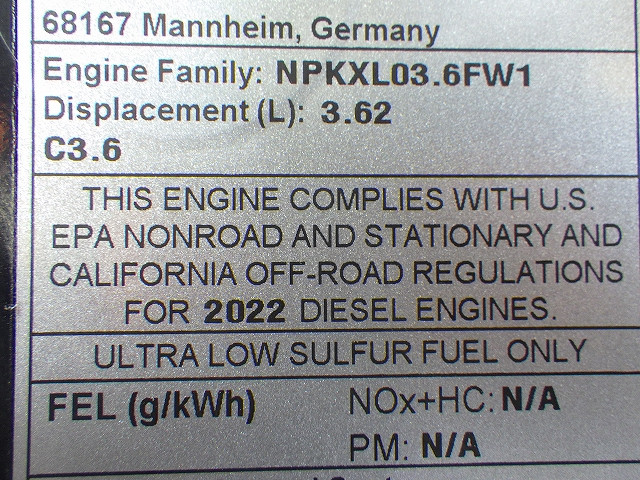 68167 Mannheim, Germany
Engine Family: NPKXL03.6FW1
Displacement (L): 3.62
C3.6
THIS ENGINE COMPLIES WITH U.S.
EPA NONROAD AND STATIONARY AND
CALIFORNIA OFF-ROAD REGULATIONS
FOR 2022 DIESEL ENGINES.
ULTRA LOW SULFUR FUEL ONLY
FEL (g/kWh) NOx+HC: N/A
PM: N/A